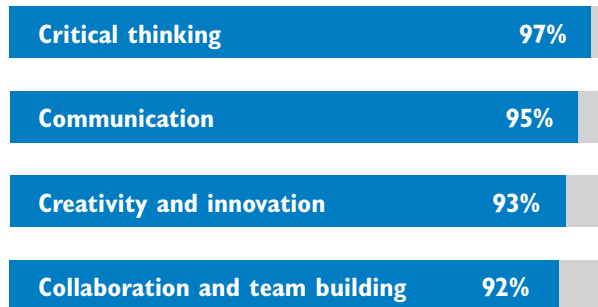 Critical thinking 97%
Communication 95%
Creativity and innovation 93%
Collaboration and team building 92%